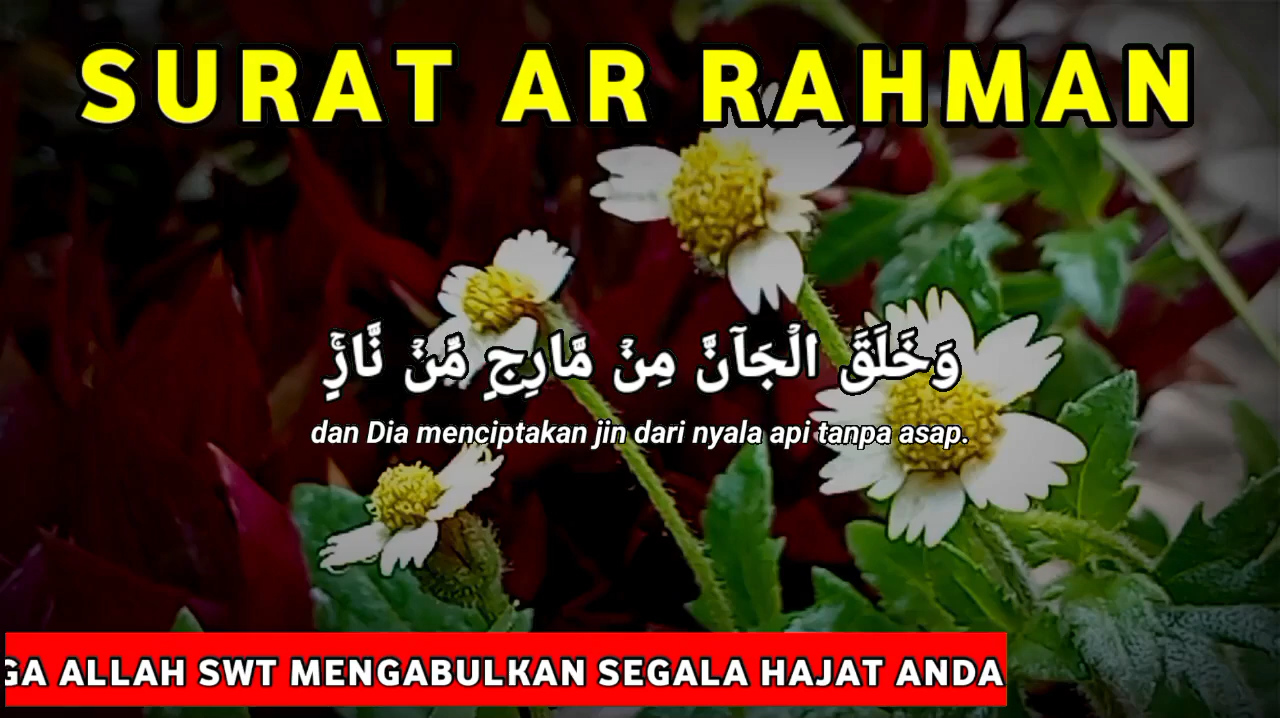 SURAT AR RAHMAN
وَخَلَقَ الْجَآنَّ مِنْ مَّارِجٍ مِّنْ نَّارٍۚ
dan Dia menciptakan jin dari nyala api tanpa asap.
ALLAH SWT MENGABULKAN SEGALA HAJAT ANDA